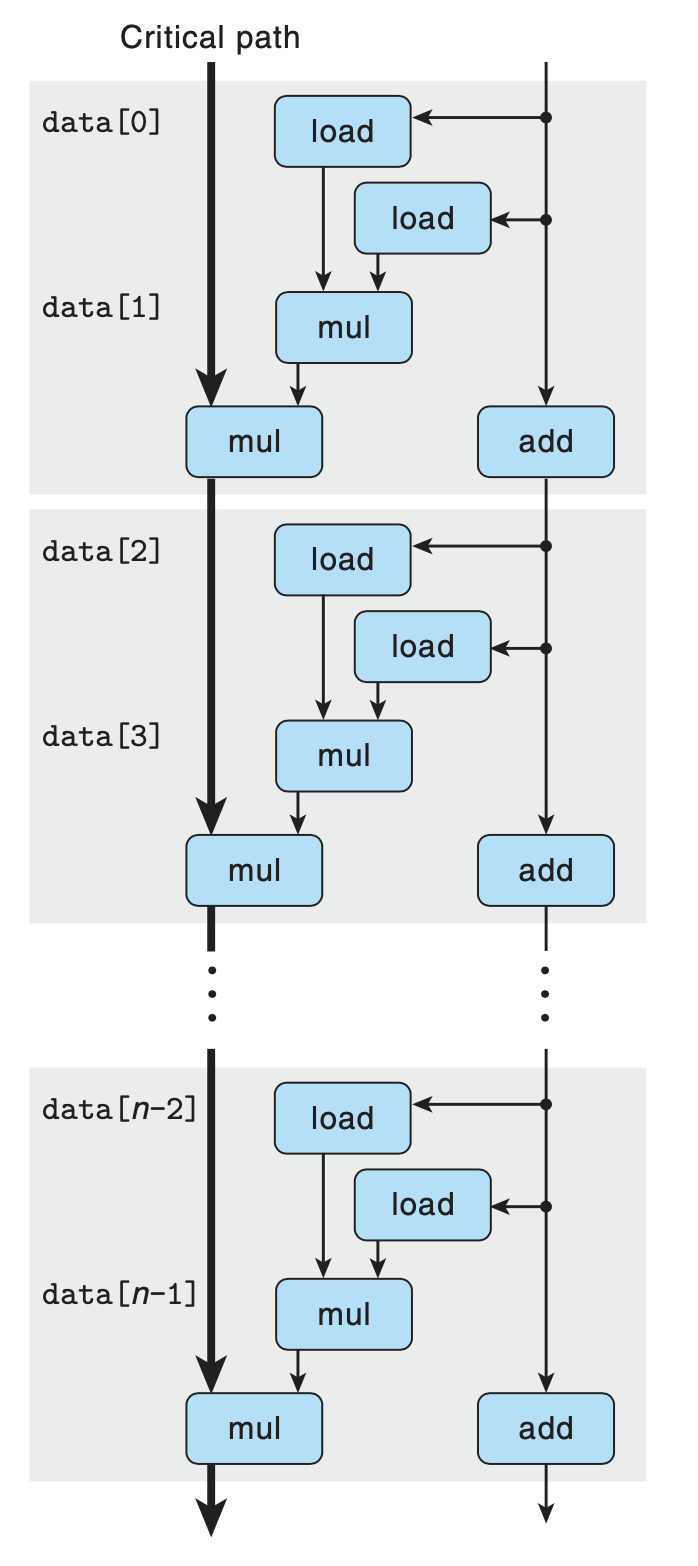 Critical path
data[0]
load
load
data[1]
mul
mul
add
data[2]
load
load
data[3]
mul
mul
add
data[n-2]
load
load
data[n-1]
mul
mul
add